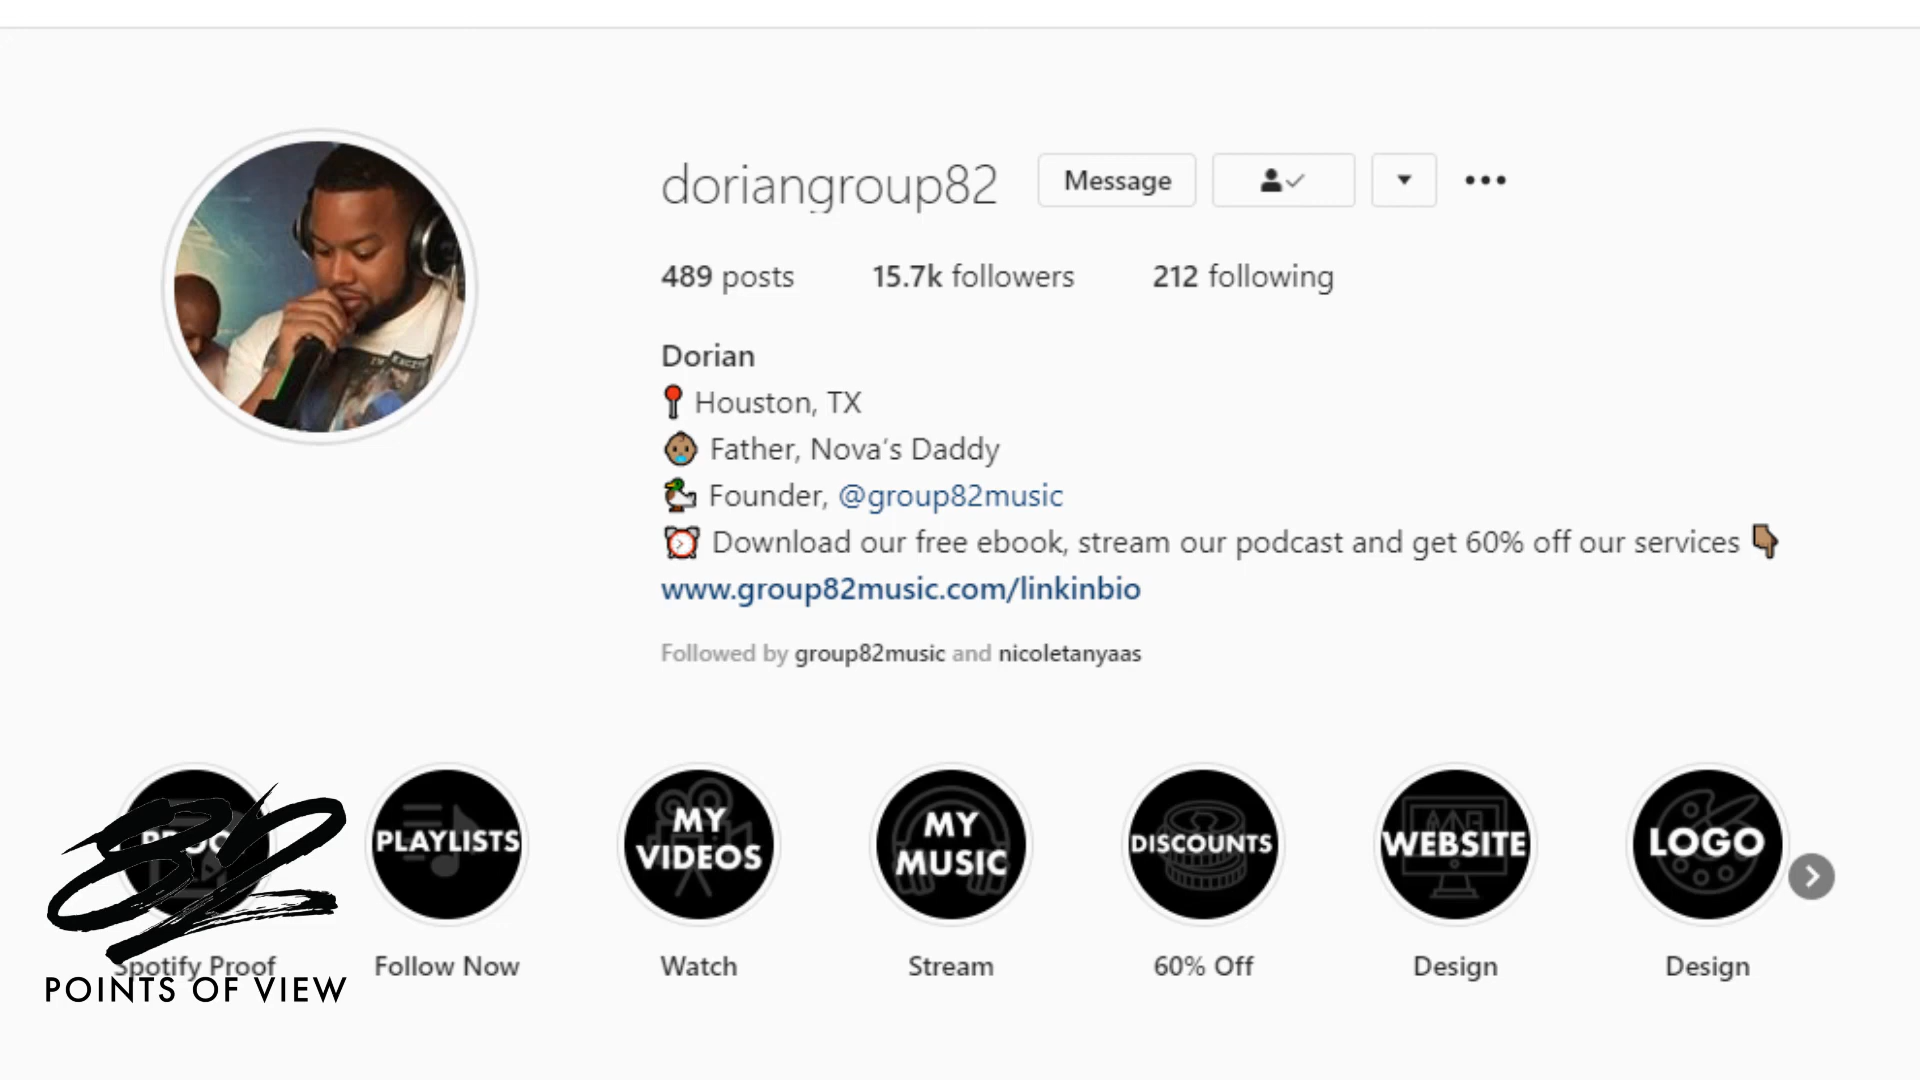 doriangroup82
Message
489 posts
15.7k followers
212 following
Dorian
Houston, TX
Father, Nova's Daddy
Founder, @group82music
Download our free ebook, stream our podcast and get 60% off our services
www.group82music.com/linkinbio
Followed by group82music and nicoletanyaas
PLAYLISTS
MY
VIDEOS
MY
MUSIC
DISCOUNTS
WEBSITE
LOGO
Spotify Proof
Follow Now
Watch
Stream
60% Off
Design
Design
82
POINTS OF VIEW